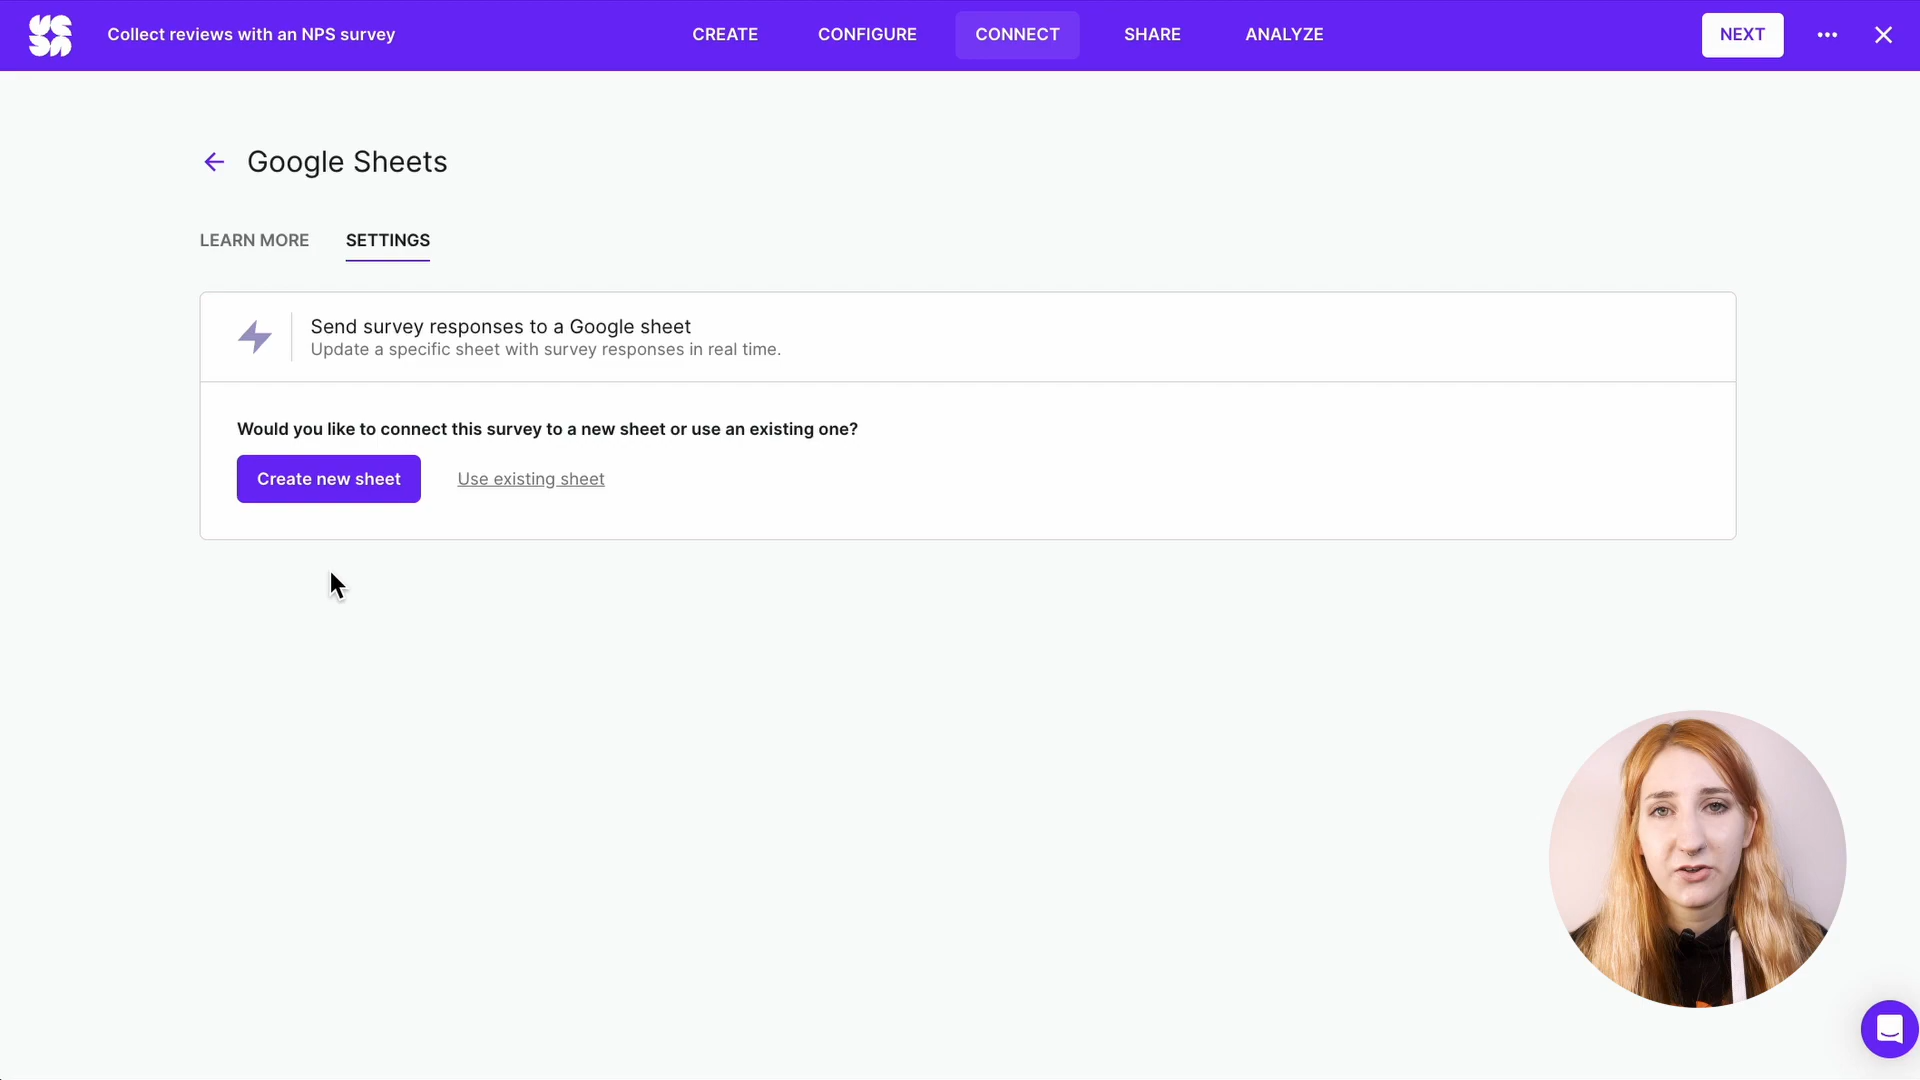 Collect reviews with an NPS survey
CREATE
CONFIGURE
CONNECT
SHARE
ANALYZE
NEXT
Google Sheets
LEARN MORE
SETTINGS
Send survey responses to a Google sheet
Update a specific sheet with survey responses in real time.
Would you like to connect this survey to a new sheet or use an existing one?
Create new sheet
Use existing sheet